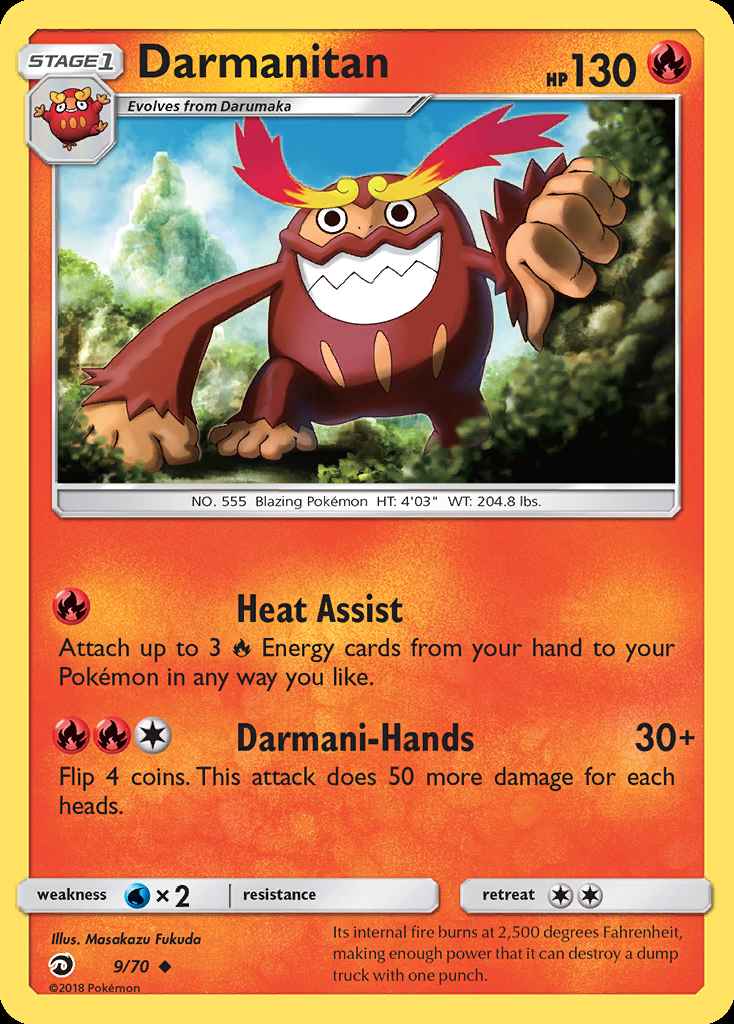 STAGE1
Darmanitan
HP130
Evolves from Darumaka
NO. 555 Blazing Pokémon HT: 4'03" WT: 204.8 lbs.
Heat Assist
Attach up to 3 Energy cards from your hand to your
Pokémon in any way you like.
Darmani-Hands 30+
Flip 4 coins. This attack does 50 more damage for each
heads.
weakness ×2 resistance retreat
Illus. Masakazu Fukuda
9/70
©2018 Pokémon
Its internal fire burns at 2,500 degrees Fahrenheit,
making enough power that it can destroy a dump
truck with one punch.